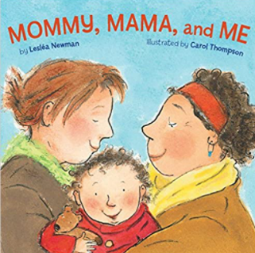 MOMMY, MAMA, and ME
by Lesléa Newman
illustrated by Carol Thompson